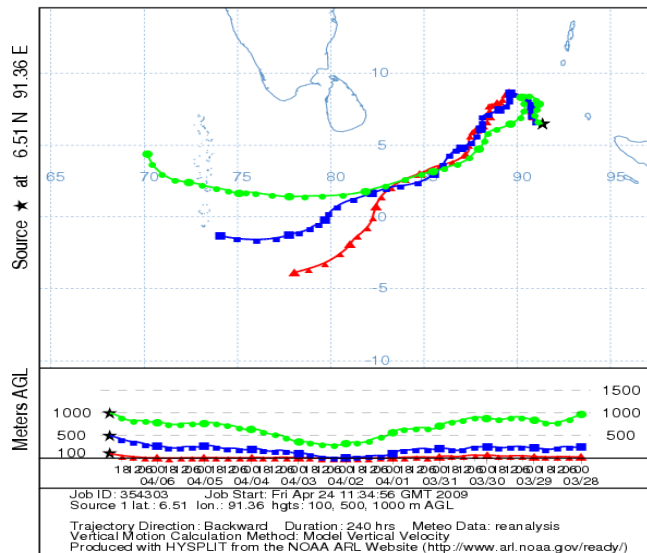 Source ★ at 6.51 N 91.36 E
10
5
65 70 75 80 85 90 95
0
-5
-10
Meters AGL
1500
1000 1000
500 500
100
18 12 06 00 18 12 06 00 18 12 06 00 18 12 06 00 18 12 06 00 18 12 06 00 18 12 06 00 18 12 06 00 18 12 06 00 18 12 06 00
04/06 04/05 04/04 04/03 04/02 04/01 03/31 03/30 03/29 03/28
Job ID: 354303 Job Start: Fri Apr 24 11:34:56 GMT 2009
Source 1 lat.: 6.51 lon.: 91.36 hgts: 100, 500, 1000 m AGL
Trajectory Direction: Backward Duration: 240 hrs Meteo Data: reanalysis
Vertical Motion Calculation Method: Model Vertical Velocity
Produced with HYSPLIT from the NOAA ARL Website (http://www.arl.noaa.gov/ready/)